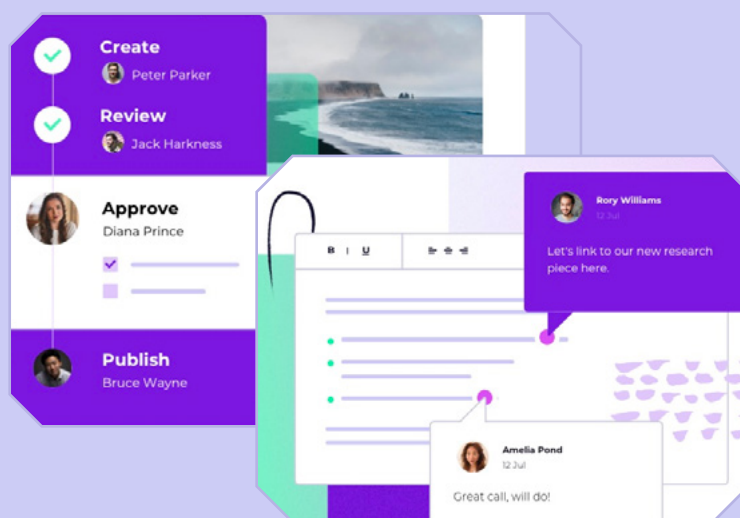 Create
Peter Parker
Review
Jack Harkness
Approve
Diana Prince
Publish
Bruce Wayne
B I U
Rory Williams
12 Jul
Let's link to our new research
piece here.
Amelia Pond
12 Jul
Great call, will do!